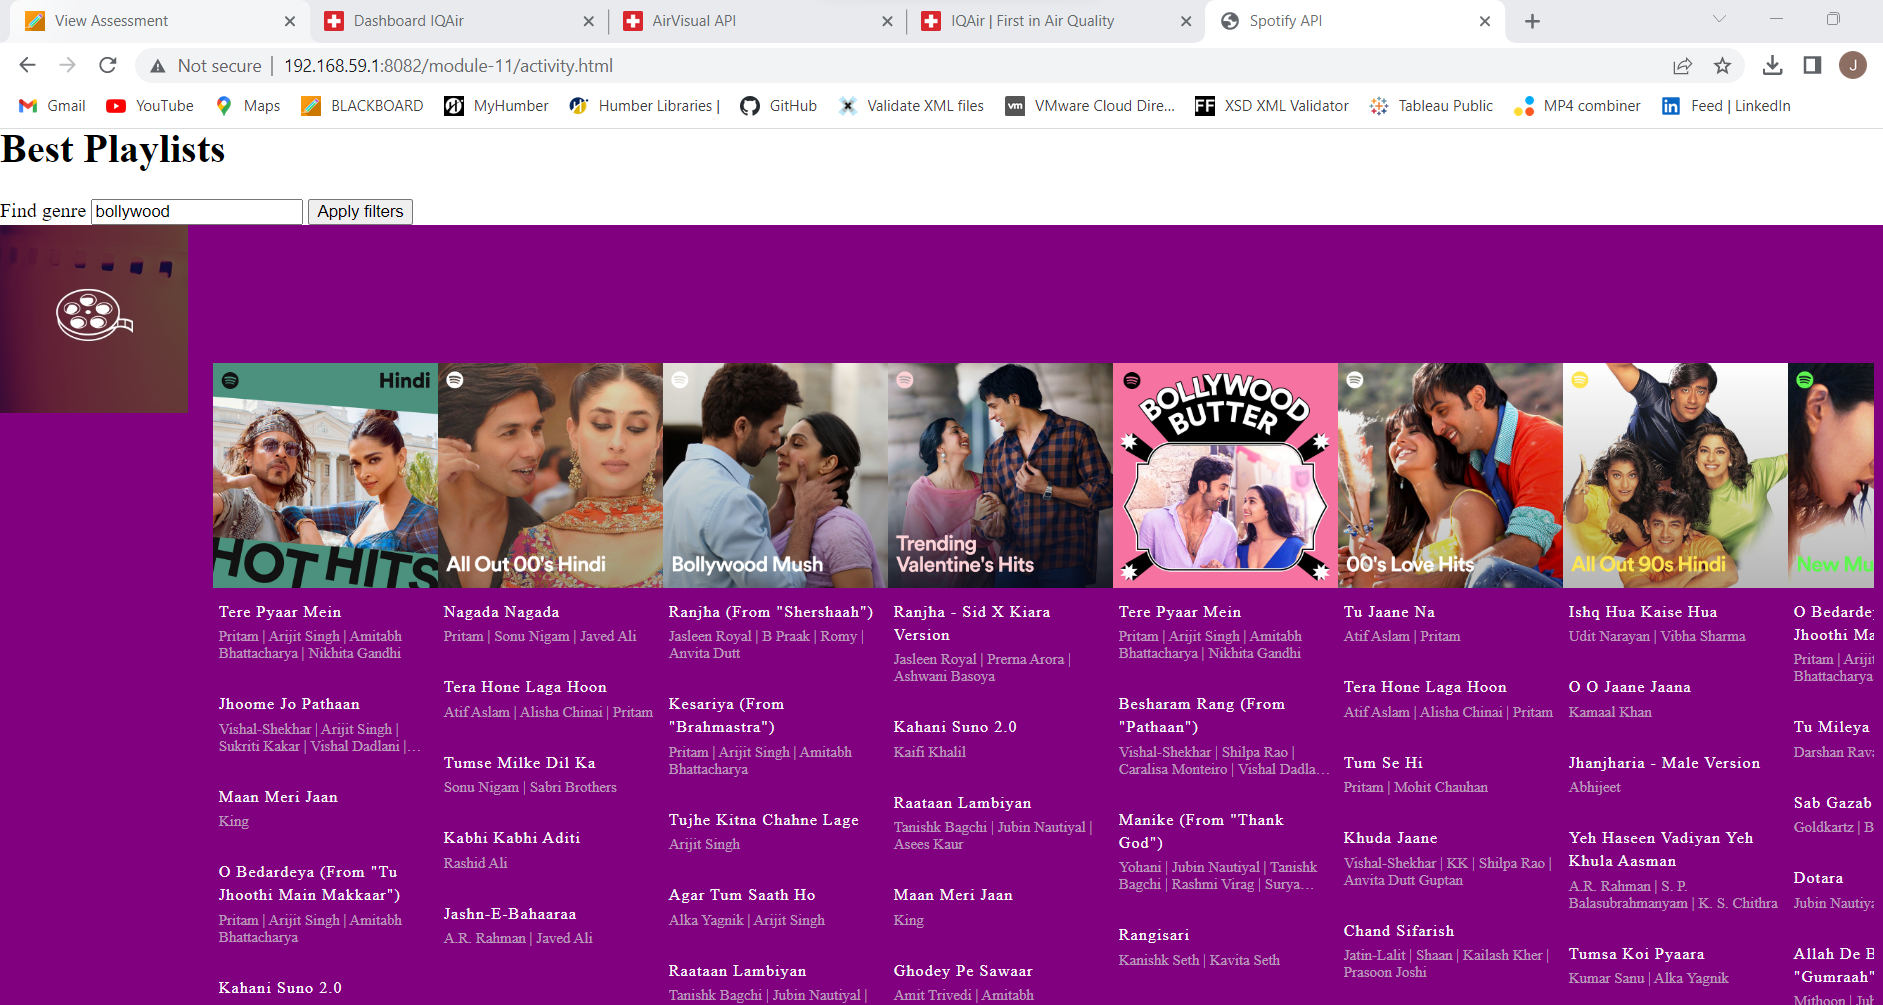 View Assessment
Dashboard IQAir
AirVisual API
IQAir | First in Air Quality
Spotify API
Not secure | 192.168.59.1:8082/module-11/activity.html
J
Gmail
YouTube
Maps
BLACKBOARD
MyHumber
Humber Libraries |
GitHub
Validate XML files
vm
VMware Cloud Dire...
FF
XSD XML Validator
Tableau Public
MP4 combiner
in
Feed | LinkedIn
Best Playlists
Find genre bollywood Apply filters
Hindi
HOT HITS
Tere Pyaar Mein
Pritam | Arijit Singh | Amitabh
Bhattacharya | Nikhita Gandhi
Jhoome Jo Pathaan
Vishal-Shekhar | Arijit Singh |
Sukriti Kakar | Vishal Dadlani |...
Maan Meri Jaan
King
O Bedardeya (From "Tu
Jhoothi Main Makkaar")
Pritam | Arijit Singh | Amitabh
Bhattacharya
Kahani Suno 2.0
All Out 00's Hindi
Nagada Nagada
Pritam | Sonu Nigam | Javed Ali
Tera Hone Laga Hoon
Atif Aslam | Alisha Chinai | Pritam
Tumse Milke Dil Ka
Sonu Nigam | Sabri Brothers
Kabhi Kabhi Aditi
Rashid Ali
Jashn-E-Bahaaraa
A.R. Rahman | Javed Ali
Bollywood Mush
Ranjha (From "Shershaah")
Jasleen Royal | B Praak | Romy |
Anvita Dutt
Kesariya (From
"Brahmastra")
Pritam | Arijit Singh | Amitabh
Bhattacharya
Tujhe Kitna Chahne Lage
Arijit Singh
Agar Tum Saath Ho
Alka Yagnik | Arijit Singh
Raataan Lambiyan
Tanishk Bagchi | Jubin Nautiyal |
Trending
Valentine's Hits
Ranjha - Sid X Kiara
Version
Jasleen Royal | Prerna Arora |
Ashwani Basoya
Kahani Suno 2.0
Kaifi Khalil
Raataan Lambiyan
Tanishk Bagchi | Jubin Nautiyal |
Asees Kaur
Maan Meri Jaan
King
Ghodey Pe Sawaar
Amit Trivedi | Amitabh
BOLLYWOOD
BUTTER
Tere Pyaar Mein
Pritam | Arijit Singh | Amitabh
Bhattacharya | Nikhita Gandhi
Besharam Rang (From
"Pathaan")
Vishal-Shekhar | Shilpa Rao |
Caralisa Monteiro | Vishal Dadla...
Manike (From "Thank
God")
Yohani | Jubin Nautiyal | Tanishk
Bagchi | Rashmi Virag | Surya...
Rangisari
Kanishk Seth | Kavita Seth
00's Love Hits
Tu Jaane Na
Atif Aslam | Pritam
Tera Hone Laga Hoon
Atif Aslam | Alisha Chinai | Pritam
Tum Se Hi
Pritam | Mohit Chauhan
Khuda Jaane
Vishal-Shekhar | KK | Shilpa Rao |
Anvita Dutt Guptan
Chand Sifarish
Jatin-Lalit | Shaan | Kailash Kher |
Prasoon Joshi
All Out 90s Hindi
Ishq Hua Kaise Hua
Udit Narayan | Vibha Sharma
O O Jaane Jaana
Kamaal Khan
Jhanjharia - Male Version
Abhijeet
Yeh Haseen Vadiyan Yeh
Khula Aasman
A.R. Rahman | S. P.
Balasubrahmanyam | K. S. Chithra
Tumsa Koi Pyaara
Kumar Sanu | Alka Yagnik
New Mu
O Bedarde
Jhoothi Ma
Pritam | Arijit
Bhattacharya
Tu Mileya
Darshan Rava
Sab Gazab
Goldkartz | B
Dotara
Jubin Nautiya
Allah De B
"Gumraah"
Mithoon | Jub